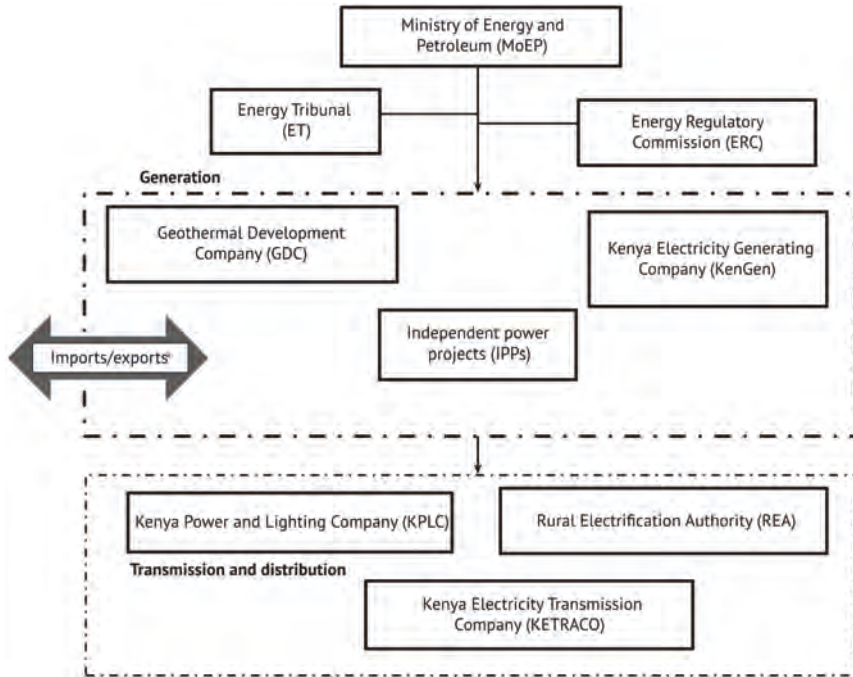 Ministry of Energy and
Petroleum (MoEP)
Energy Tribunal
(ET)
Energy Regulatory
Commission (ERC)
Generation
Geothermal Development
Company (GDC)
Kenya Electricity Generating
Company (KenGen)
Independent power
projects (IPPs)
Imports/exports
Kenya Power and Lighting Company (KPLC)
Rural Electrification Authority (REA)
Transmission and distribution
Kenya Electricity Transmission
Company (KETRACO)